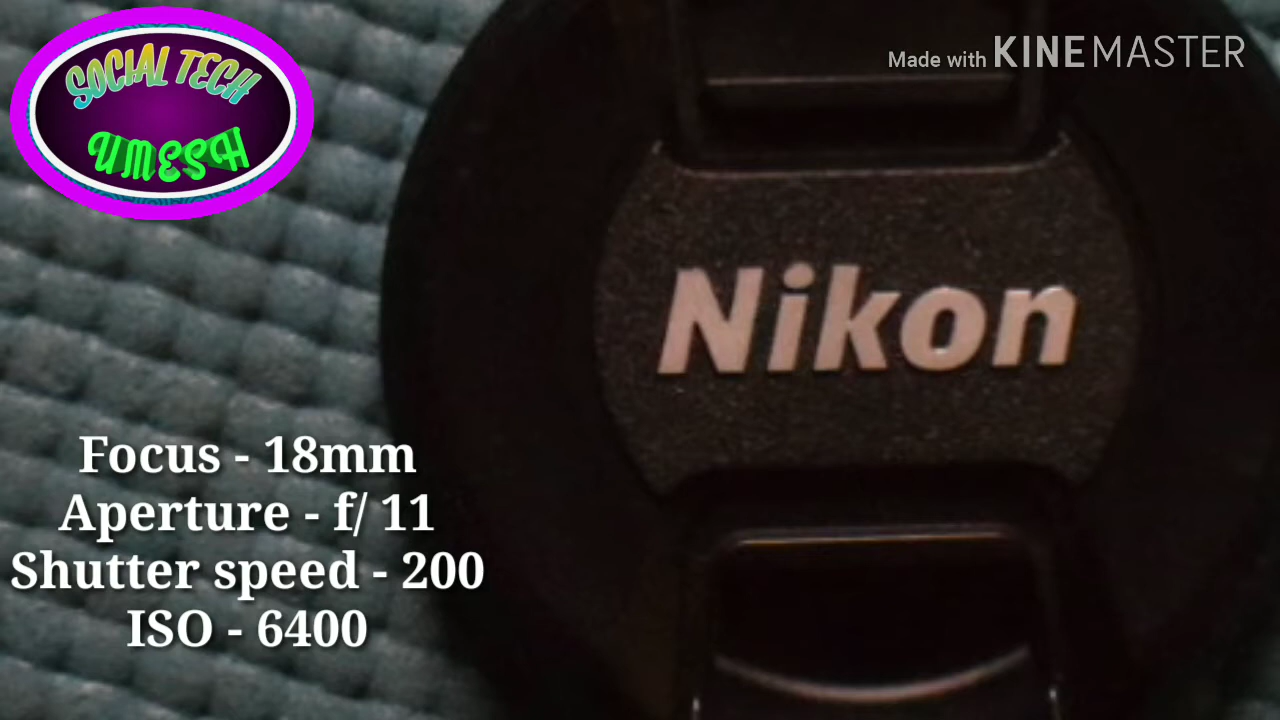 SOCIAL TECH
UMESH
Made with KINEMASTER
Nikon
Focus - 18mm
Aperture - f/ 11
Shutter speed - 200
ISO - 6400